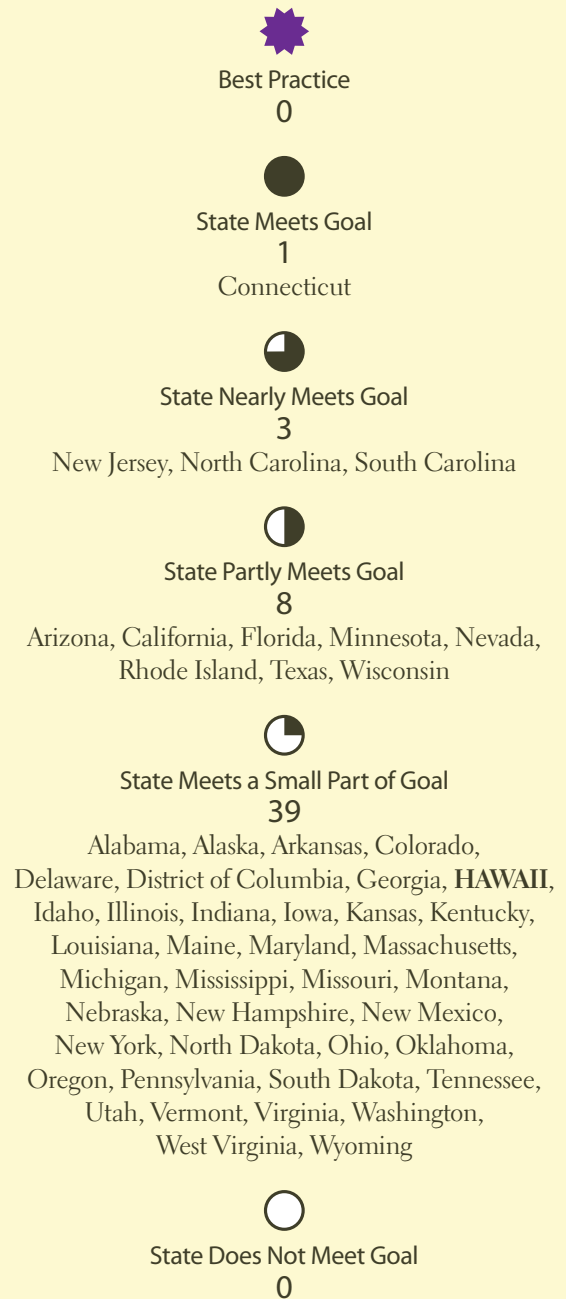 Best Practice
0
State Meets Goal
1
Connecticut
State Nearly Meets Goal
3
New Jersey, North Carolina, South Carolina
State Partly Meets Goal
8
Arizona, California, Florida, Minnesota, Nevada,
Rhode Island, Texas, Wisconsin
State Meets a Small Part of Goal
39
Alabama, Alaska, Arkansas, Colorado,
Delaware, District of Columbia, Georgia, HAWAII,
Idaho, Illinois, Indiana, Iowa, Kansas, Kentucky,
Louisiana, Maine, Maryland, Massachusetts,
Michigan, Mississippi, Missouri, Montana,
Nebraska, New Hampshire, New Mexico,
New York, North Dakota, Ohio, Oklahoma,
Oregon, Pennsylvania, South Dakota, Tennessee,
Utah, Vermont, Virginia, Washington,
West Virginia, Wyoming
State Does Not Meet Goal
0